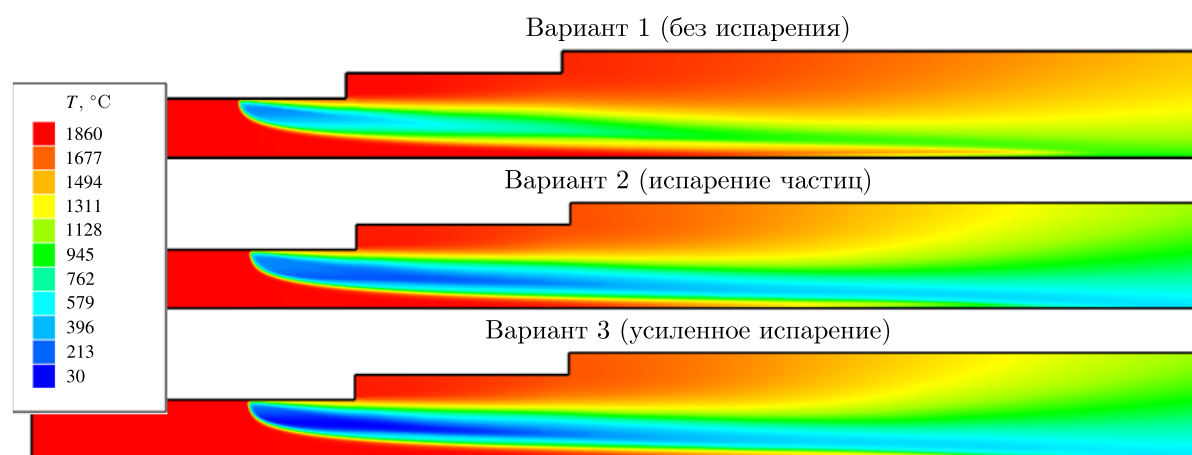 Вариант 1 (без испарения)
T, °C
1860
1677
1494
1311
1128
945
762
579
396
213
30
Вариант 2 (испарение частиц)
Вариант 3 (усиленное испарение)